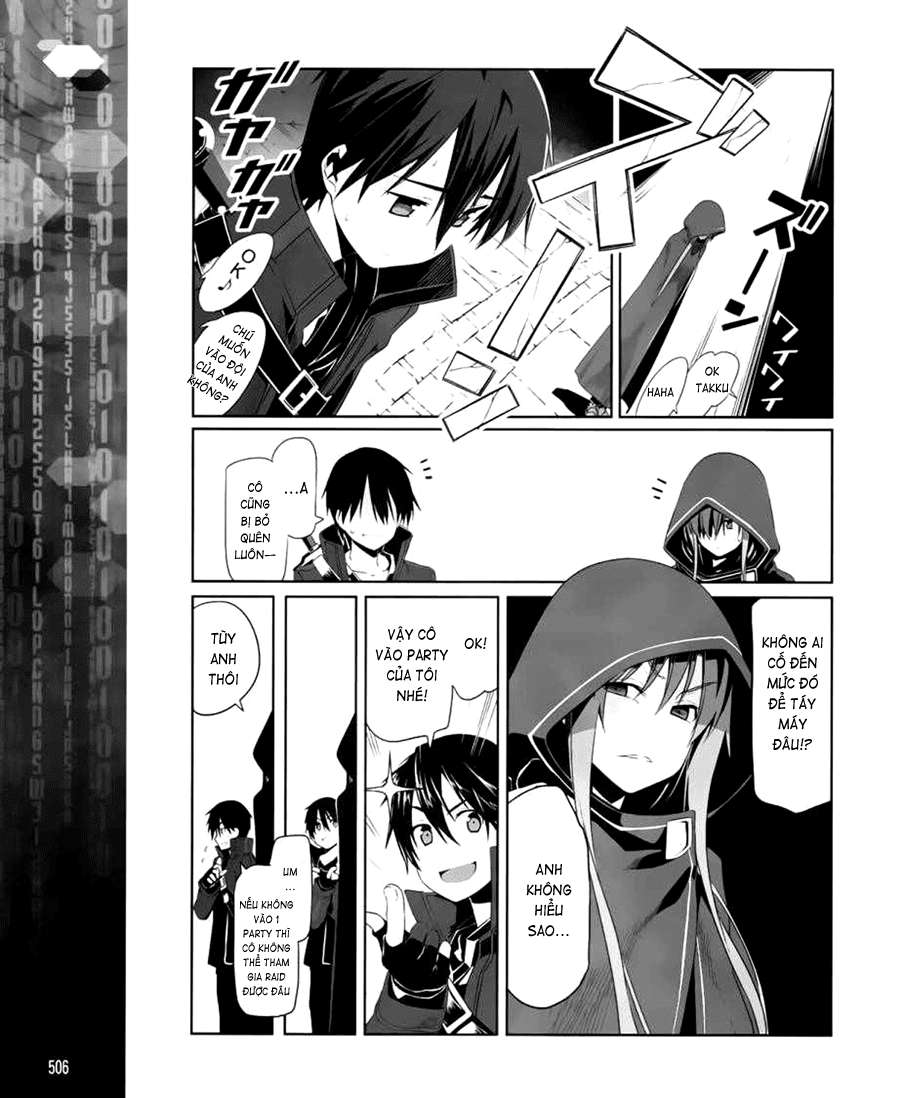 ズーン
ワイワイ
OK
TAKKU
HAHA
ガヤ
ガヤ
OK♪
CHÚ
MUỐN
VÀO ĐỘI
CỦA ANH
KHÔNG?
...A
CÔ
CŨNG
BỊ BỎ
QUÊN
LUÔN—
KHÔNG AI
CỐ ĐẾN
MỨC ĐÓ
ĐỂ TÁY
MÁY
ĐÂU!?
ANH
KHÔNG
HIỂU
SAO...
OK!
VẬY CÔ
VÀO PARTY
CỦA TÔI
NHÉ!
UM
...
NẾU KHÔNG
VÀO 1
PARTY THÌ
CÔ KHÔNG
THỂ THAM
GIA RAID
ĐƯỢC ĐÂU
TÙY
ANH
THÔI
506